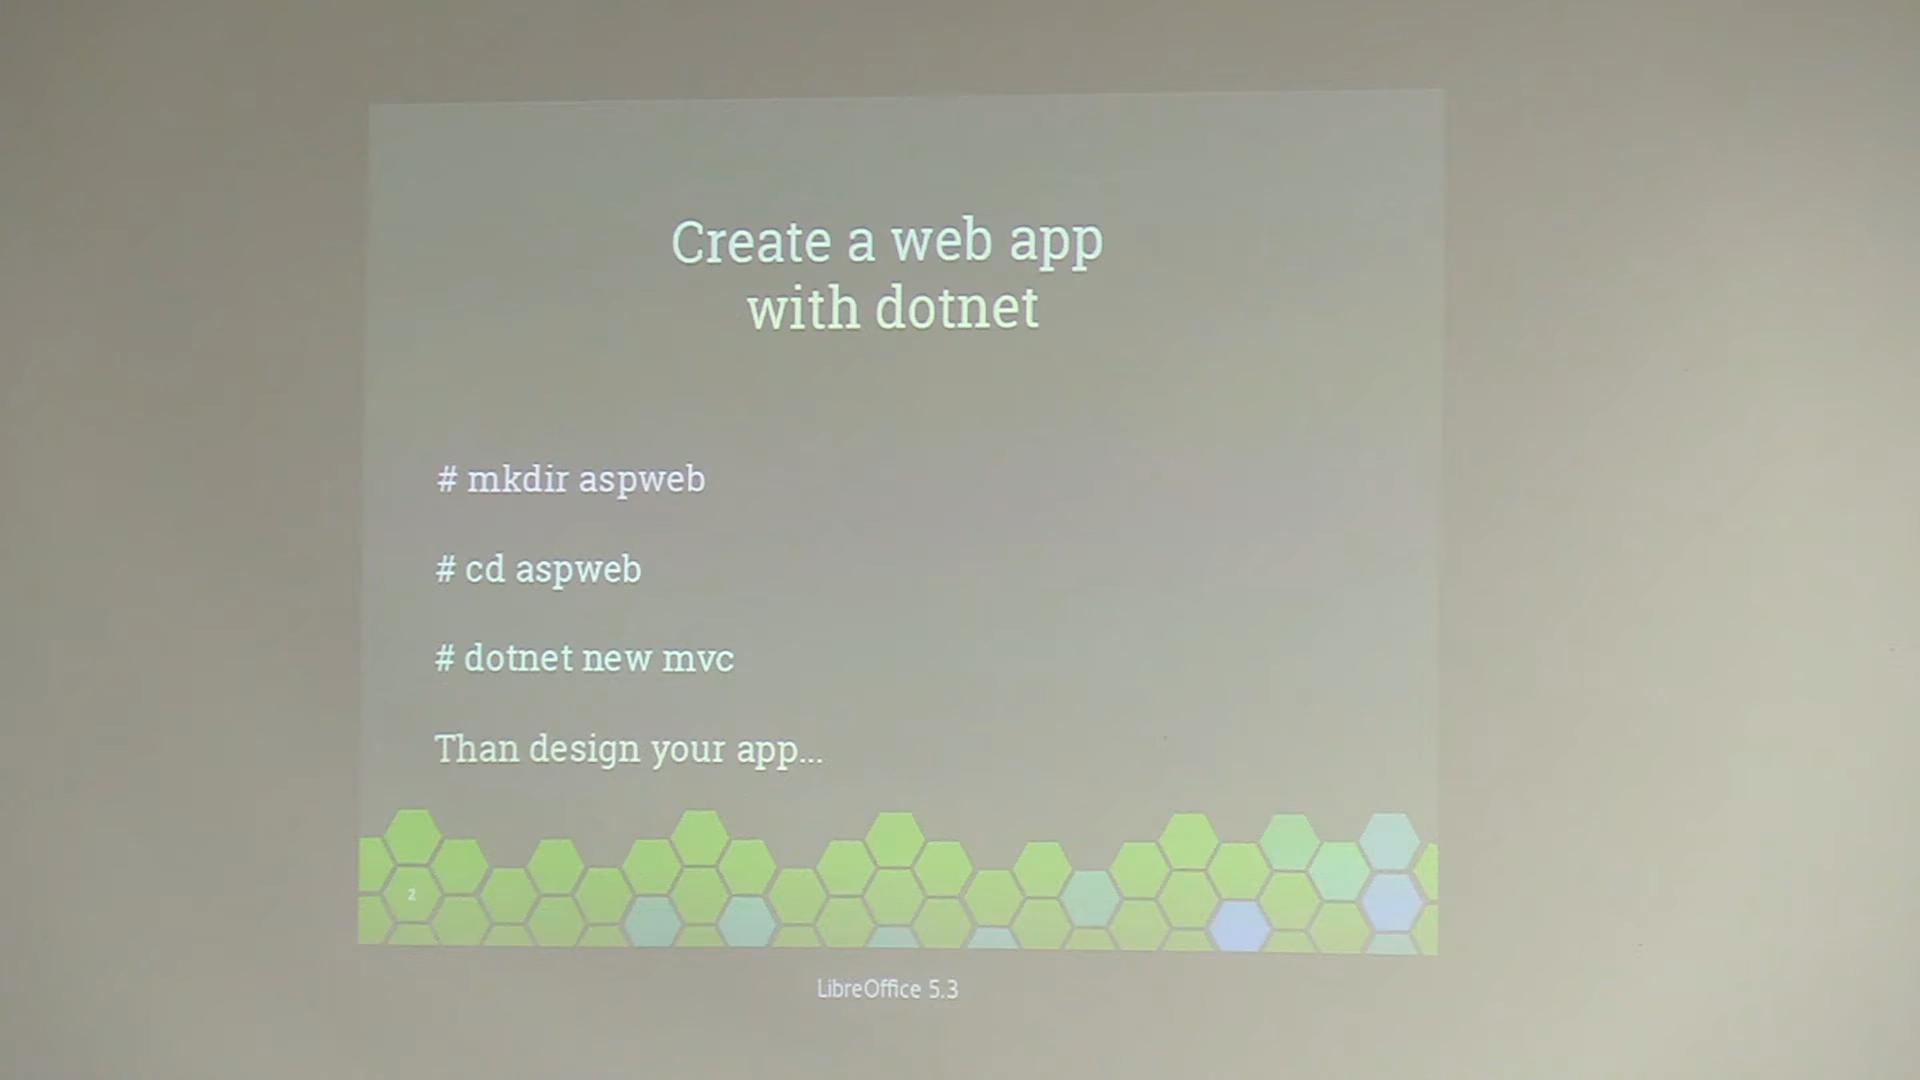 Create a web app
with dotnet
# mkdir aspweb
# cd aspweb
# dotnet new mvc
Than design your app...
2
LibreOffice 5.3